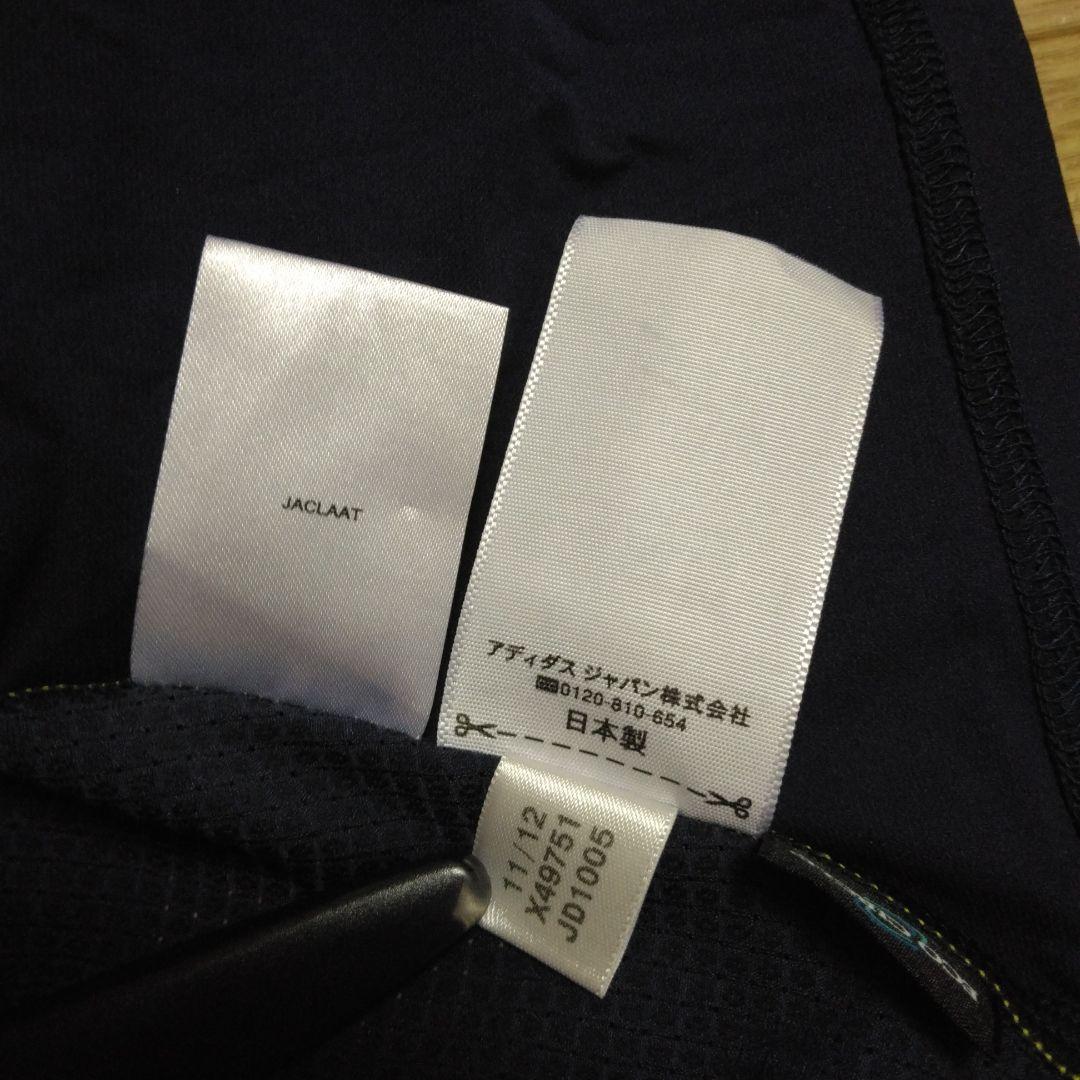 JACLAAT
アディダス ジャパン株式会社
0120-810-654
日本製
11/12
X49751
JD1005